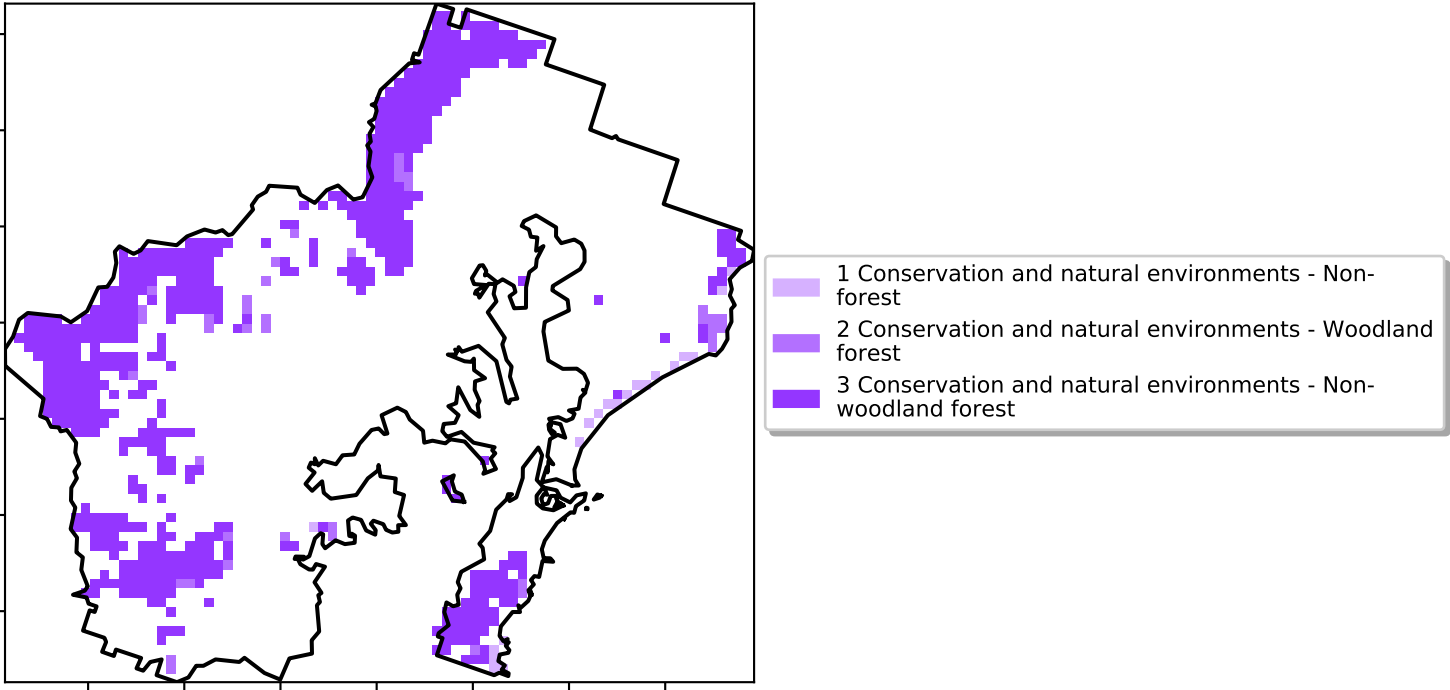 1 Conservation and natural environments - Non-
forest
2 Conservation and natural environments - Woodland
forest
3 Conservation and natural environments - Non-
woodland forest